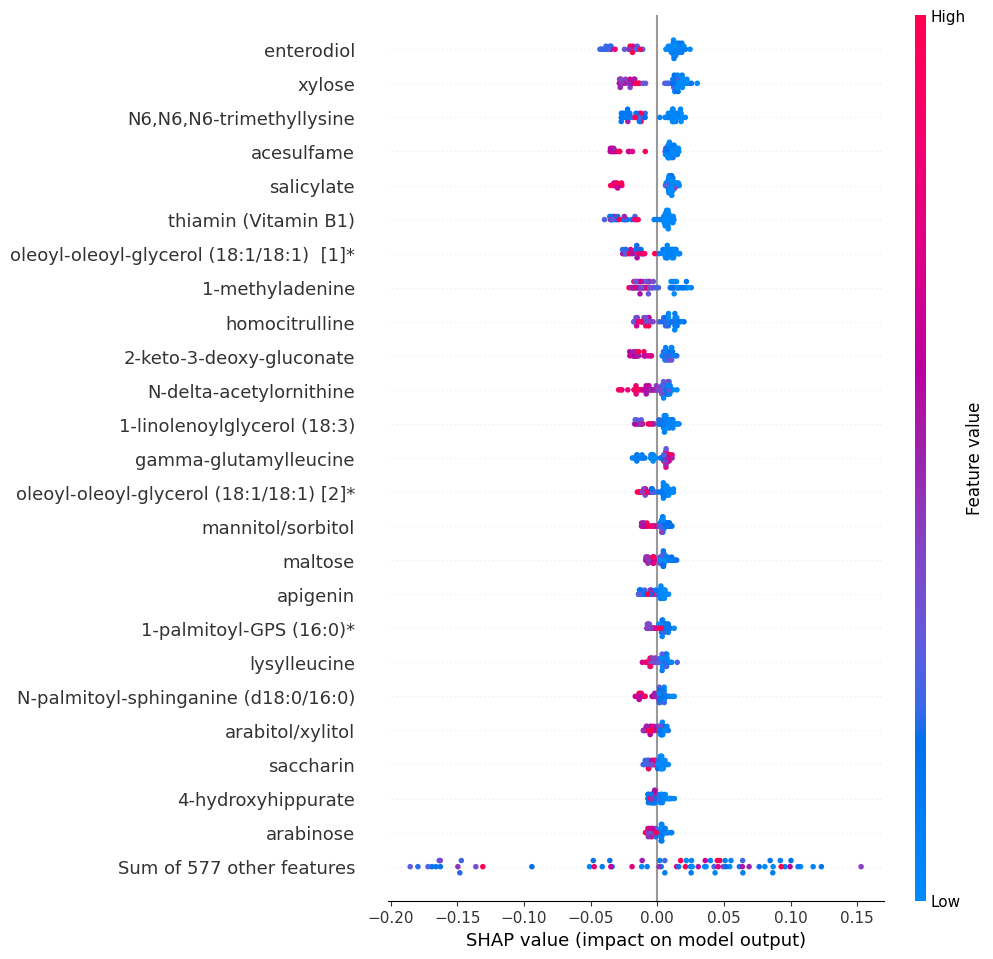 High
enterodiol
xylose
N6,N6,N6-trimethyllysine
acesulfame
salicylate
thiamin (Vitamin B1)
oleoyl-oleoyl-glycerol (18:1/18:1)  [1]*
1-methyladenine
homocitrulline
2-keto-3-deoxy-gluconate
N-delta-acetylornithine
1-linolenoylglycerol (18:3)
gamma-glutamylleucine
oleoyl-oleoyl-glycerol (18:1/18:1) [2]*
mannitol/sorbitol
maltose
apigenin
1-palmitoyl-GPS (16:0)*
lysylleucine
N-palmitoyl-sphinganine (d18:0/16:0)
arabitol/xylitol
saccharin
4-hydroxyhippurate
arabinose
Sum of 577 other features
Feature value
Low
−0.20 −0.15 −0.10 −0.05 0.00 0.05 0.10 0.15
SHAP value (impact on model output)